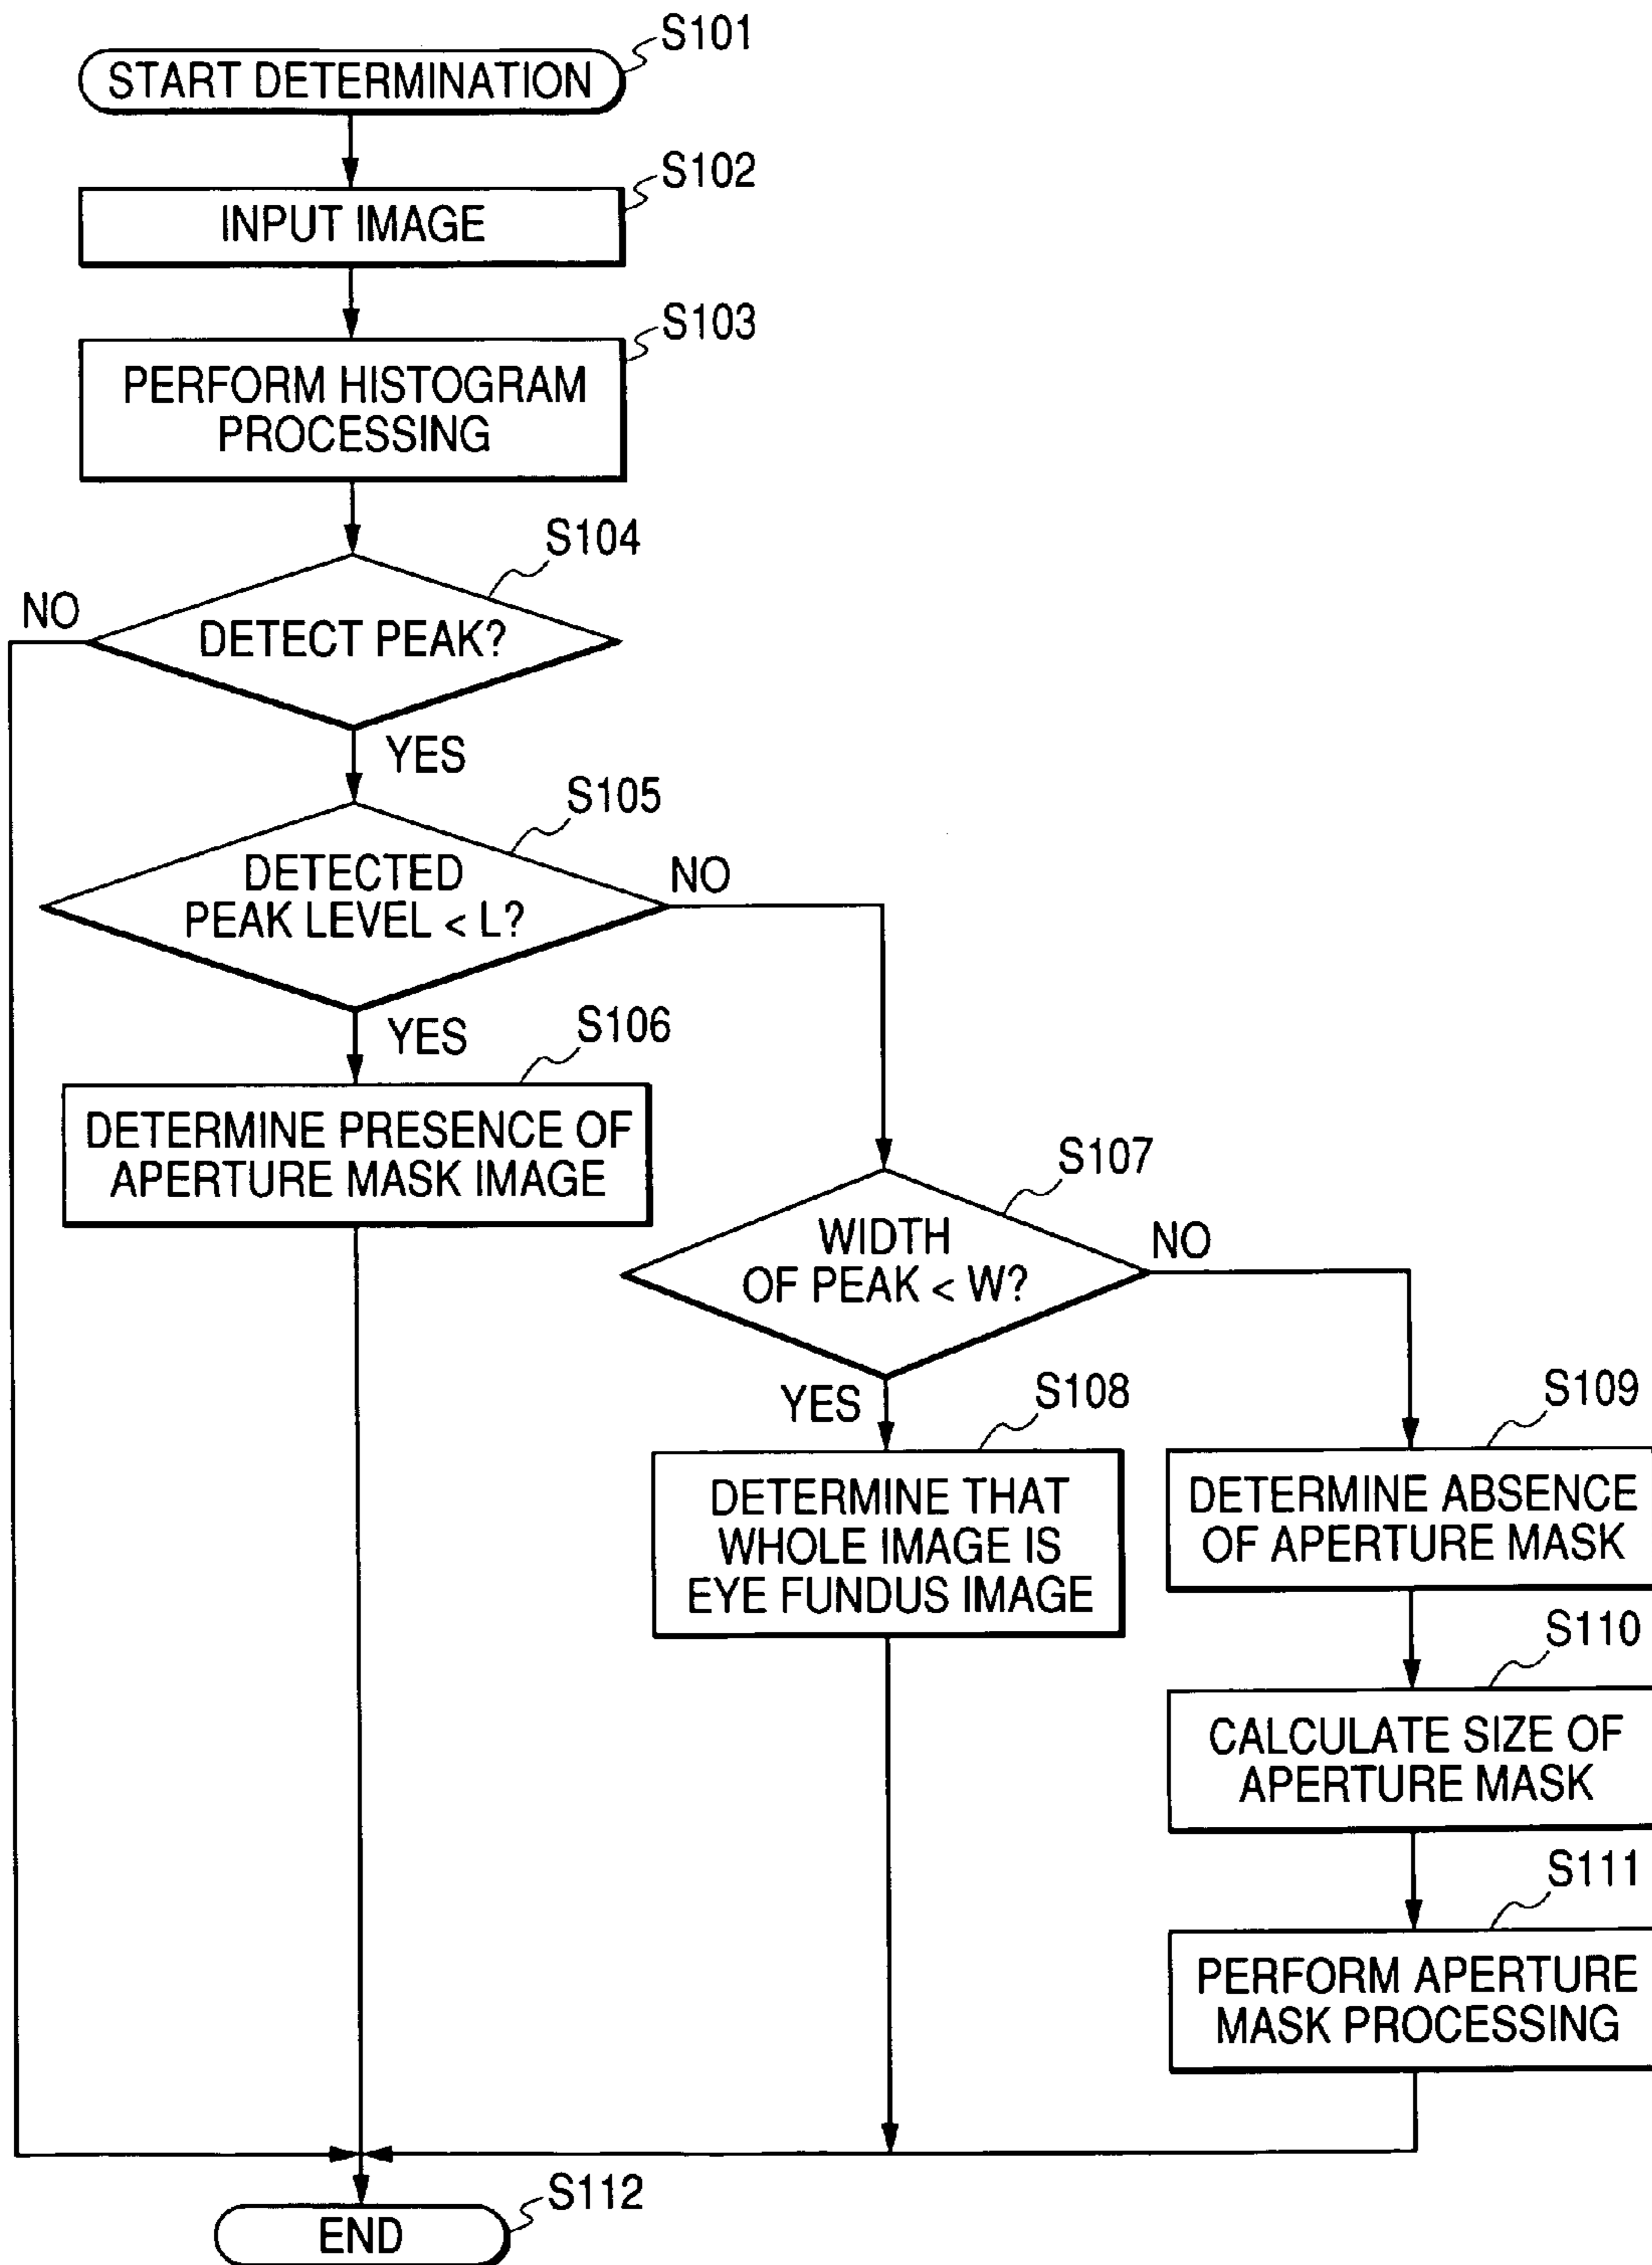 S101
START DETERMINATION
S102
INPUT IMAGE
S103
PERFORM HISTOGRAM
PROCESSING
S104
NO
DETECT PEAK?
YES
S105
DETECTED
PEAK LEVEL < L?
NO
YES
S106
DETERMINE PRESENCE OF
APERTURE MASK IMAGE
S107
WIDTH
OF PEAK < W?
NO
YES
S108
DETERMINE THAT
WHOLE IMAGE IS
EYE FUNDUS IMAGE
S109
DETERMINE ABSENCE
OF APERTURE MASK
S110
CALCULATE SIZE OF
APERTURE MASK
S111
PERFORM APERTURE
MASK PROCESSING
S112
END